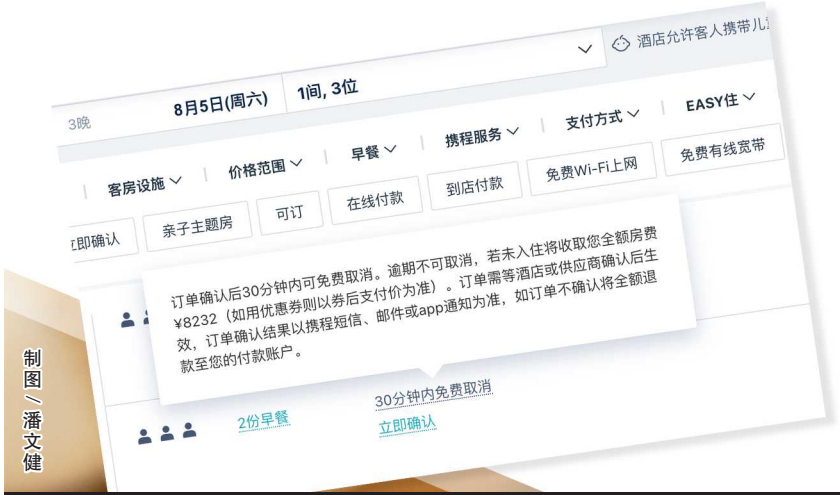 酒店允许客人携带儿
3晚
8月5日(周六)
1间, 3位
客房设施
价格范围
早餐
携程服务
支付方式
EASY住
立即确认
亲子主题房
可订
在线付款
到店付款
免费Wi-Fi上网
免费有线宽带
订单确认后30分钟内可免费取消。逾期不可取消，若未入住将收取您全额房费
¥8232（如用优惠券则以券后支付价为准）。订单需等酒店或供应商确认后生
效，订单确认结果以携程短信、邮件或app通知为准，如订单不确认将全额退
款至您的付款账户。
2份早餐
30分钟内免费取消
立即确认
制图/潘文健